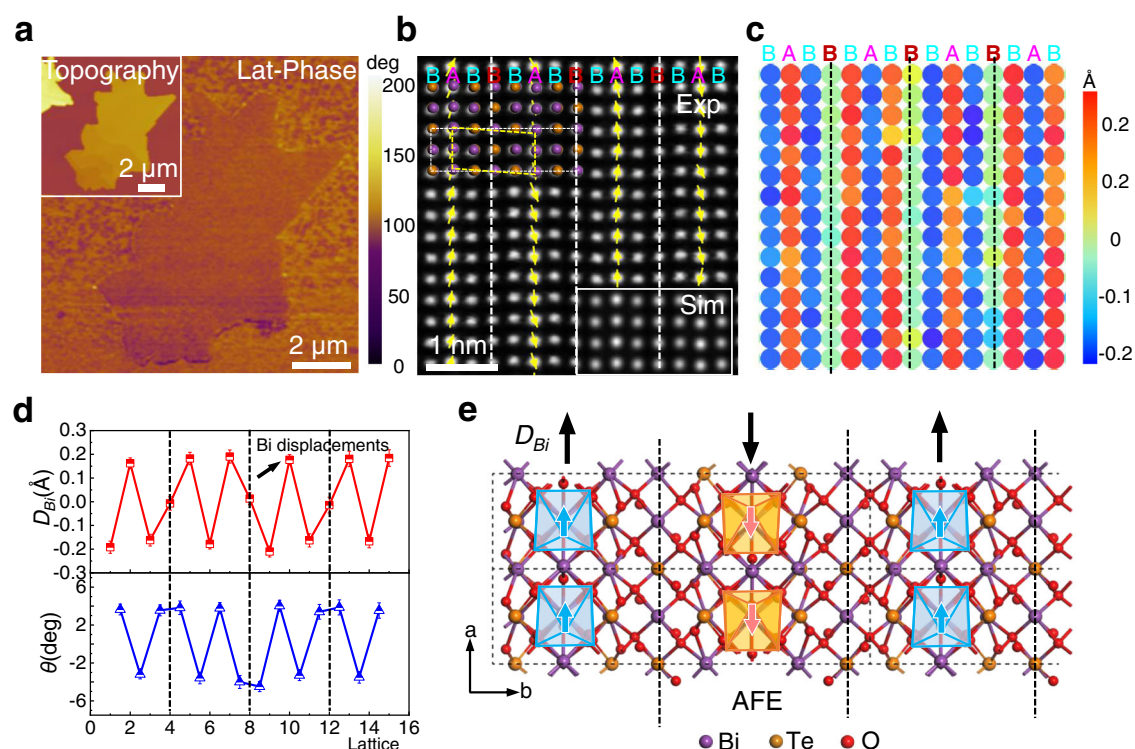 a
Topography
2 μm
Lat-Phase
2 μm
deg
200
150
100
50
0
b
B A B B B A B B B A B B B A B
Exp
Sim
1 nm
c
B A B B B A B B B A B B B A B
Å
0.2
0.2
0
-0.1
-0.2
d
D_Bi(Å)
0.3
0.2
0.1
0.0
-0.1
-0.2
-0.3
Bi displacements
θ(deg)
6
2
-2
-6
0 2 4 6 8 10 12 14 16
Lattice
e
D_Bi
a
b
AFE
Bi Te O